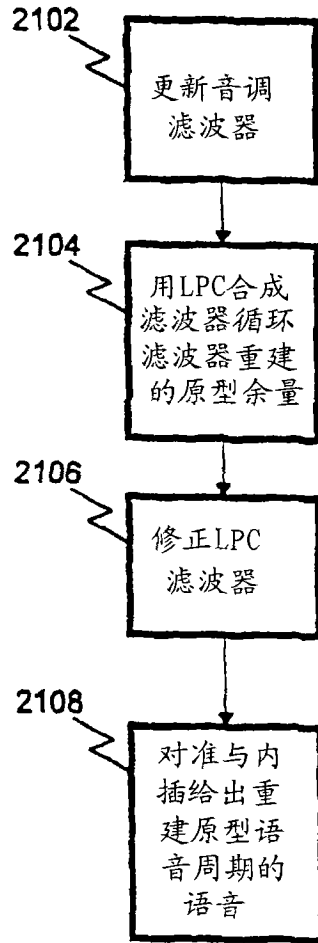 2102
更新音调
滤波器
2104
用LPC合成
滤波器循环
滤波器重建
的原型余量
2106
修正LPC
滤波器
2108
对准与内
插给出重
建原型语
音周期的
语音